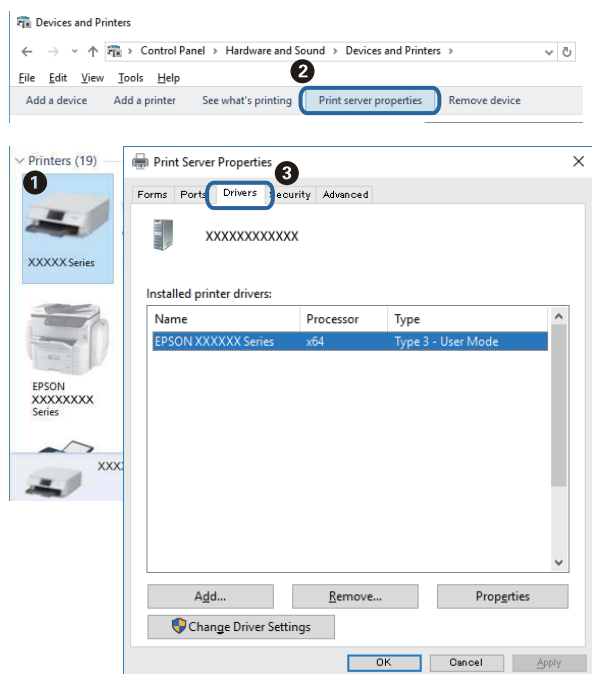 Devices and Printers
Control Panel > Hardware and Sound > Devices and Printers >
2
File Edit View Tools Help
Add a device Add a printer See what's printing Print server properties Remove device
Printers (19)
1
XXXXX Series
EPSON
XXXXXXXX
Series
Print Server Properties
3
Forms Drivers Advanced
XXXXXXXXXXXX
Installed printer drivers:
Name Processor Type
EPSON XXXXXX Series x64 Type 3 - User Mode
Add... Remove... Properties
Change Driver Settings
OK Cancel Apply